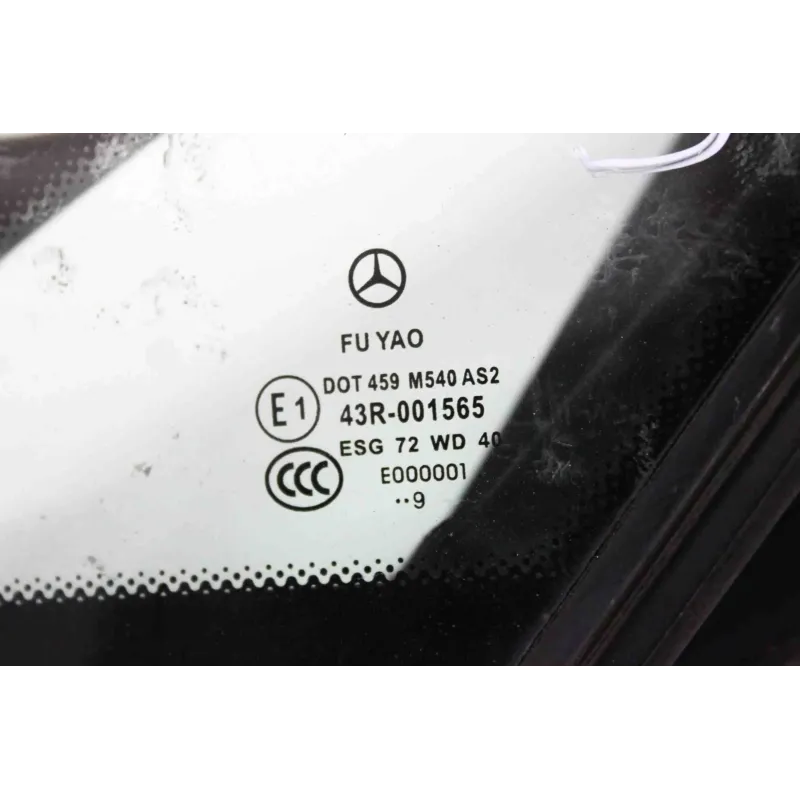 FU YAO
DOT 459 M540 AS2
E1
43R-001565
ESG 72 WD 40
CCC
E000001
··9